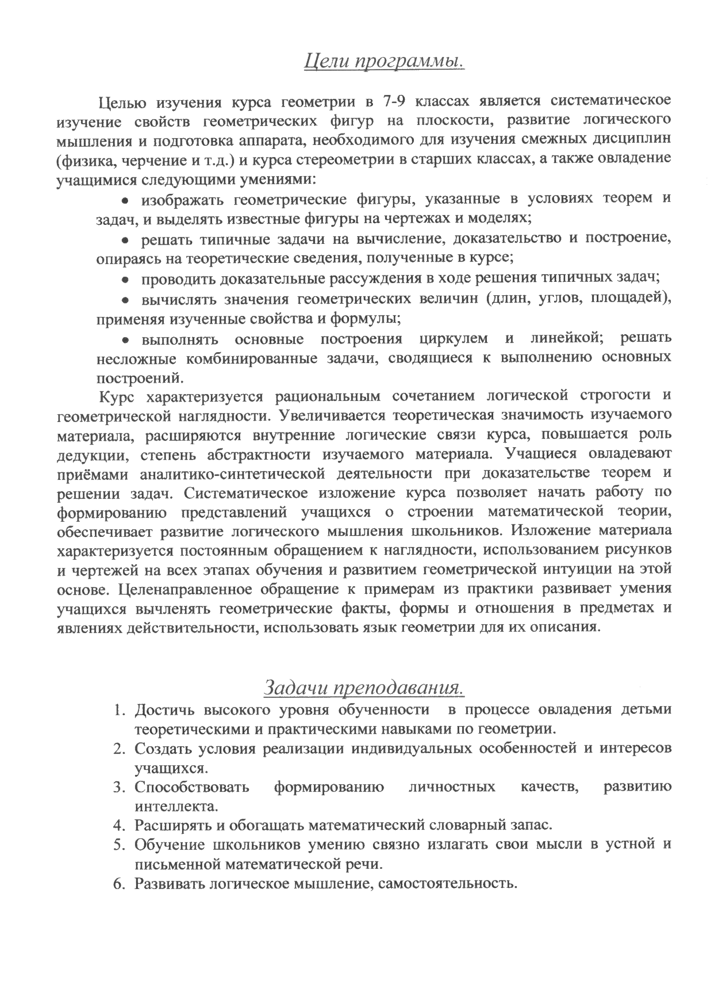 Цели программы.
Целью изучения курса геометрии в 7-9 классах является систематическое
изучение свойств геометрических фигур на плоскости, развитие логического
мышления и подготовка аппарата, необходимого для изучения смежных дисциплин
(физика, черчение и т.д.) и курса стереометрии в старших классах, а также овладение
учащимися следующими умениями:
• изображать геометрические фигуры, указанные в условиях теорем и
задач, и выделять известные фигуры на чертежах и моделях;
• решать типичные задачи на вычисление, доказательство и построение,
опираясь на теоретические сведения, полученные в курсе;
• проводить доказательные рассуждения в ходе решения типичных задач;
• вычислять значения геометрических величин (длин, углов, площадей),
применяя изученные свойства и формулы;
• выполнять основные построения циркулем и линейкой; решать
несложные комбинированные задачи, сводящиеся к выполнению основных
построений.
Курс характеризуется рациональным сочетанием логической строгости и
геометрической наглядности. Увеличивается теоретическая значимость изучаемого
материала, расширяются внутренние логические связи курса, повышается роль
дедукции, степень абстрактности изучаемого материала. Учащиеся овладевают
приёмами аналитико-синтетической деятельности при доказательстве теорем и
решении задач. Систематическое изложение курса позволяет начать работу по
формированию представлений учащихся о строении математической теории,
обеспечивает развитие логического мышления школьников. Изложение материала
характеризуется постоянным обращением к наглядности, использованием рисунков
и чертежей на всех этапах обучения и развитием геометрической интуиции на этой
основе. Целенаправленное обращение к примерам из практики развивает умения
учащихся вычленять геометрические факты, формы и отношения в предметах и
явлениях действительности, использовать язык геометрии для их описания.
Задачи преподавания.
1. Достичь высокого уровня обученности в процессе овладения детьми
теоретическими и практическими навыками по геометрии.
2. Создать условия реализации индивидуальных особенностей и интересов
учащихся.
3. Способствовать формированию личностных качеств, развитию
интеллекта.
4. Расширять и обогащать математический словарный запас.
5. Обучение школьников умению связно излагать свои мысли в устной и
письменной математической речи.
6. Развивать логическое мышление, самостоятельность.